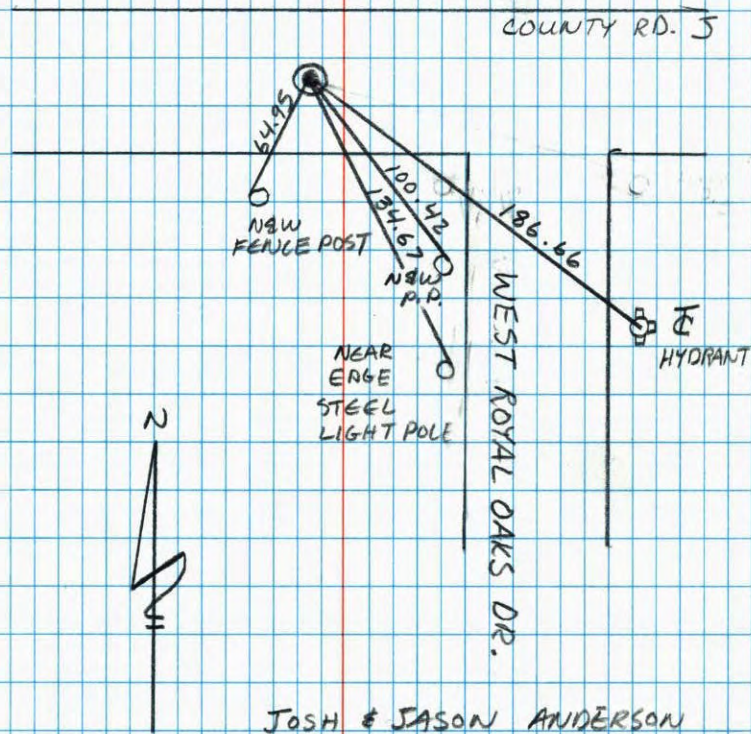 COUNTY RD. J
64.95
100.42
134.67
186.66
NEW
FENCE POST
NEW
P.P.
NEAR
EDGE
STEEL
LIGHT POLE
WEST ROYAL OAKS DR.
HYDRANT
N
JOSH & JASON ANDERSON